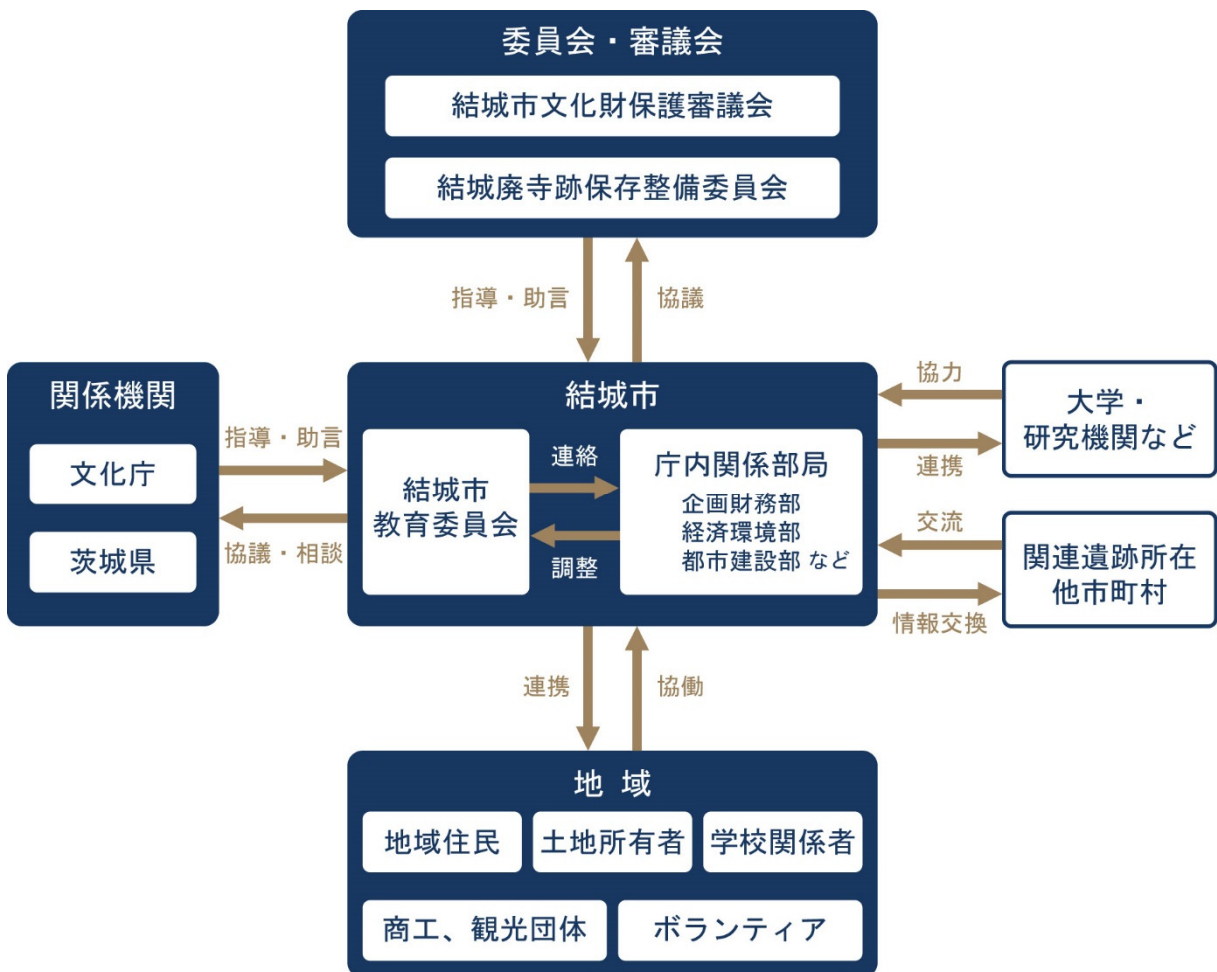 委員会・審議会
結城市文化財保護審議会
結城廃寺跡保存整備委員会
指導・助言
協議
関係機関
文化庁
茨城県
指導・助言
協議・相談
結城市
結城市
教育委員会
連絡
調整
庁内関係部局
企画財務部
経済環境部
都市建設部 など
協力
連携
大学・
研究機関など
交流
情報交換
関連遺跡所在
他市町村
連携
協働
地 域
地域住民
土地所有者
学校関係者
商工、観光団体
ボランティア